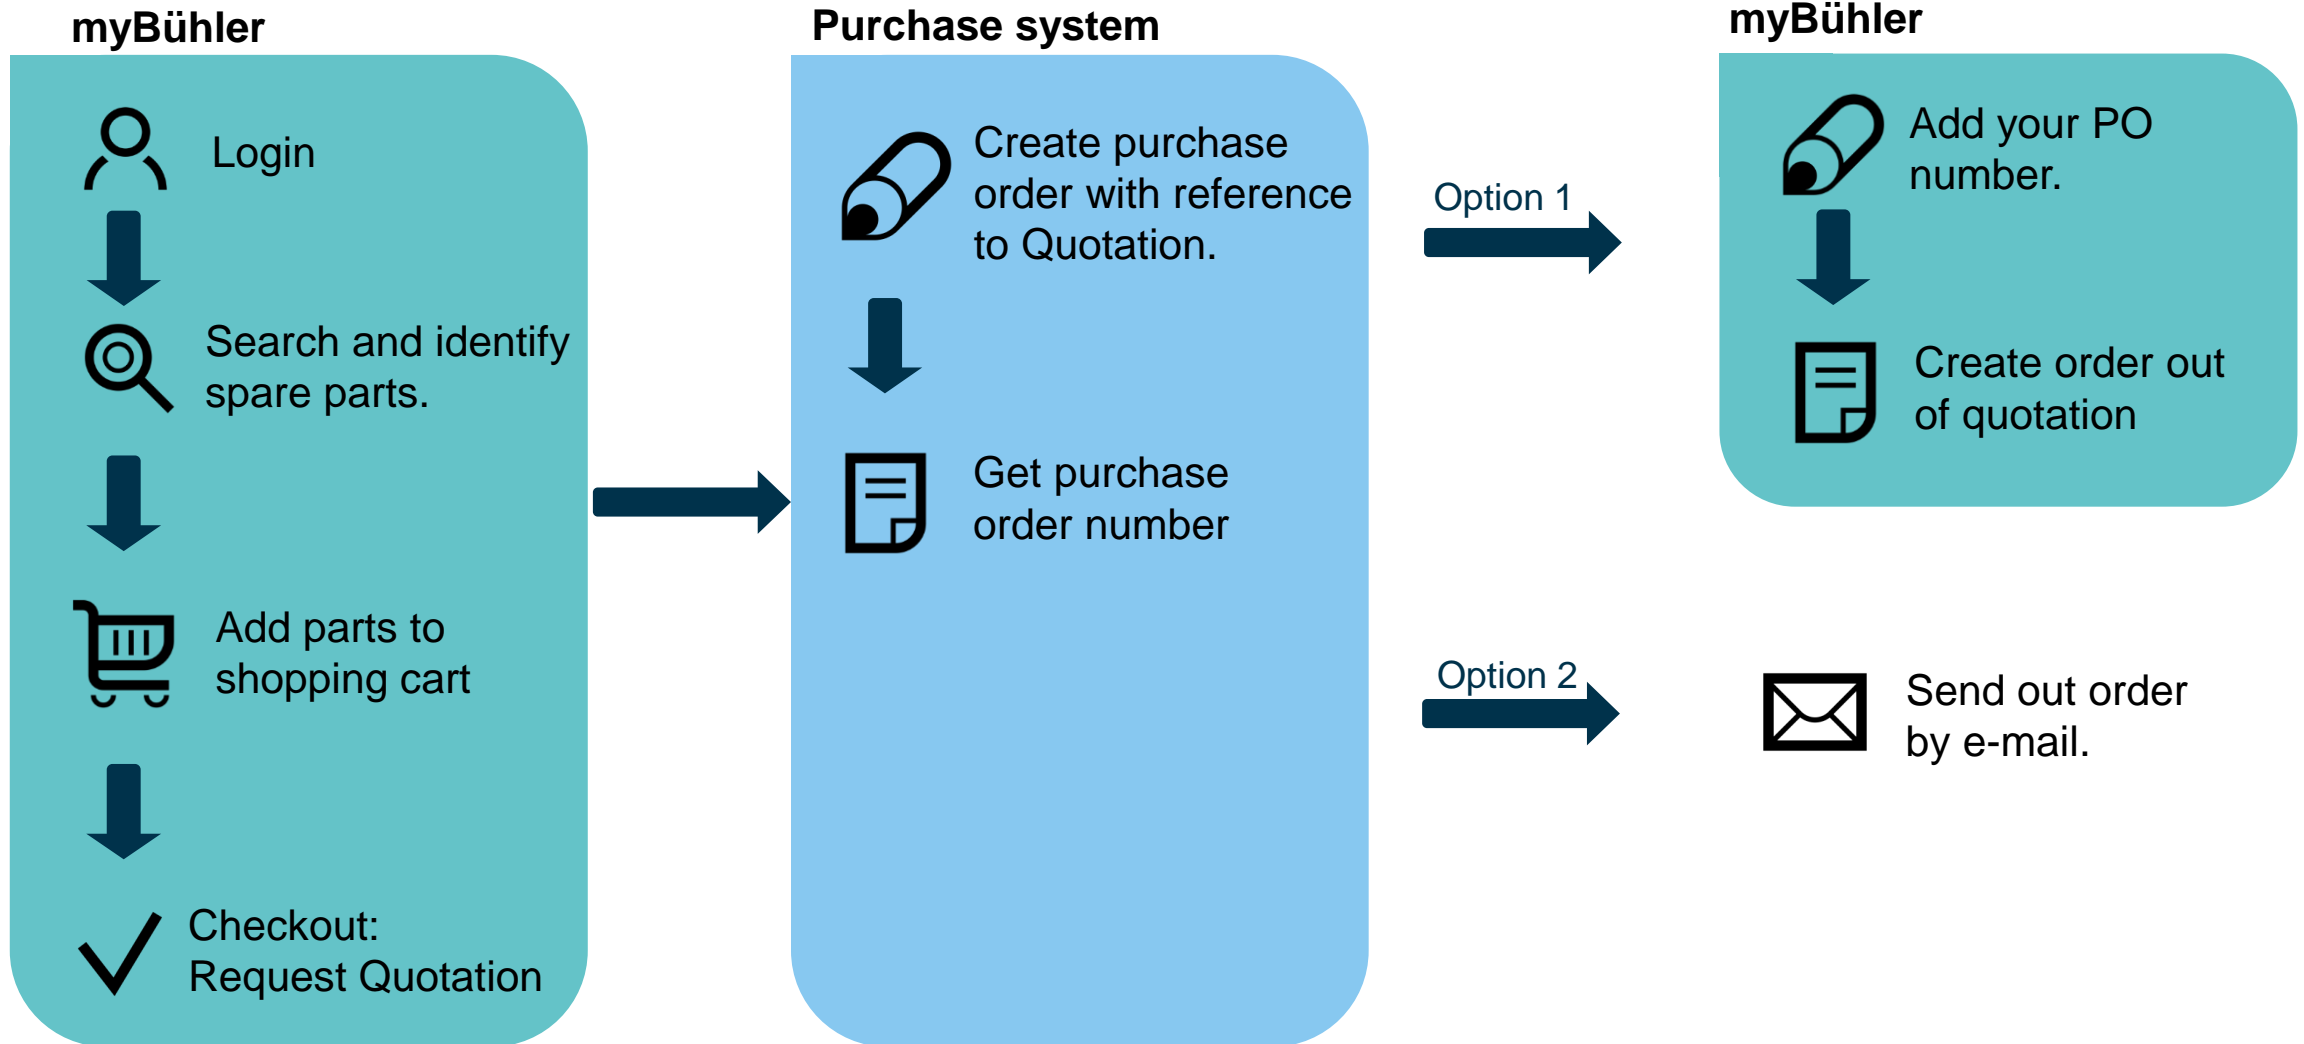 myBühler
Login
Search and identify
spare parts.
Add parts to
shopping cart
Checkout:
Request Quotation
Purchase system
Create purchase
order with reference
to Quotation.
Get purchase
order number
Option 1
Option 2
myBühler
Add your PO
number.
Create order out
of quotation
Send out order
by e-mail.